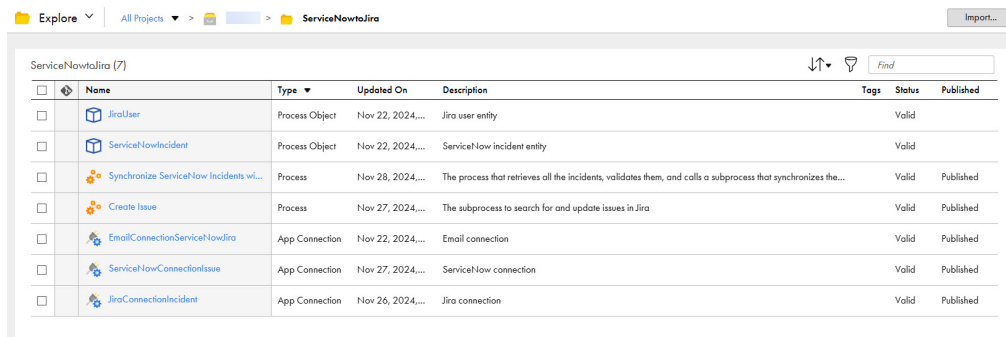 Explore All Projects > > ServiceNowtoJira Import...
ServiceNowtoJira (7) Find
Name Type Updated On Description Tags Status Published
JiraUser Process Object Nov 22, 2024,... Jira user entity Valid
ServiceNowIncident Process Object Nov 22, 2024,... ServiceNow incident entity Valid
Synchronize ServiceNow Incidents wi... Process Nov 28, 2024,... The process that retrieves all the incidents, validates them, and calls a subprocess that synchronizes the... Valid Published
Create Issue Process Nov 27, 2024,... The subprocess to search for and update issues in Jira Valid Published
EmailConnectionServiceNowJira App Connection Nov 22, 2024,... Email connection Valid Published
ServiceNowConnectionIssue App Connection Nov 27, 2024,... ServiceNow connection Valid Published
JiraConnectionIncident App Connection Nov 26, 2024,... Jira connection Valid Published